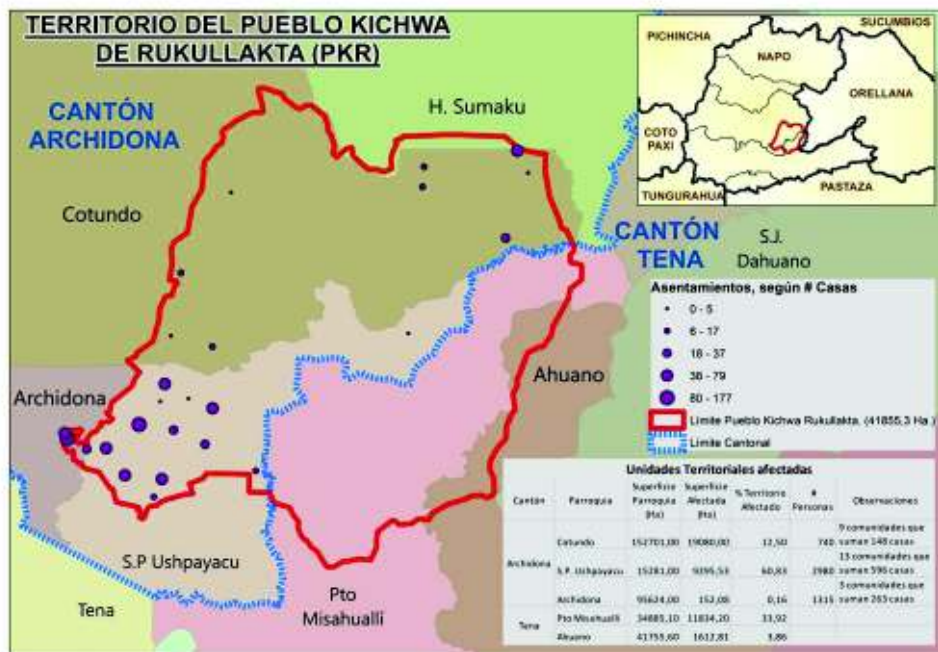 TERRITORIO DEL PUEBLO KICHWA
DE RUKULLAKTA (PKR)
CANTÓN
ARCHIDONA
H. Sumaku
Cotundo
CANTÓN
TENA
S.J.
Dahuano
Archidona
Ahuano
S.P Ushpayacu
Tena
Pto
Misahualli
PICHINCHA
SUCUMBIOS
NAPO
ORELLANA
COTO
PAXI
TUNGURAHUA
PASTAZA
Asentamientos, según # Casas
0 - 5
6 - 17
18 - 37
38 - 79
80 - 177
Limite Pueblo Kichwa Rukullakta. (41855,3 Ha.)
Limite Cantonal
Unidades Territoriales afectadas
Cantón Parroquia Superficie Parroquia (Ha) Superficie Afectada (Ha) % Territorio Afectado # Personas Observaciones
Cotundo 152701,00 19080,00 12,50 740 9 comunidades que suman 148 casas
Archidona S.P. Ushpayacu 15281,00 9295,53 60,83 2980 13 comunidades que suman 596 casas
Archidona 95624,00 152,08 0,16 1315 3 comunidades que suman 263 casas
Tena Pto Misahualli 34885,10 11834,20 33,92
Ahuano 41755,60 1612,81 3,86